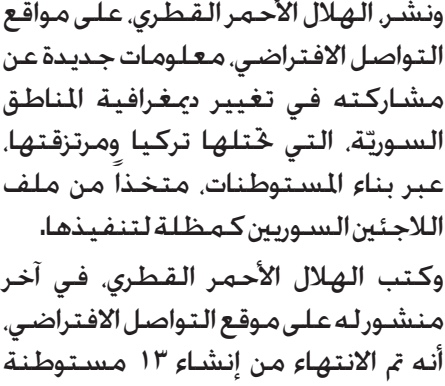 ونشر، الهلال الأحمر القطري، على مواقع
التواصل الافتراضي، معلومات جديدة عن
مشاركته في تغيير ديمغرافية المناطق
السوريّة، التي تحتلها تركيا ومرتزقتها،
عبر بناء المستوطنات، متخذاً من ملف
اللاجئين السوريين كمظلة لتنفيذها.
وكتب الهلال الأحمر القطري، في آخر
منشور له على موقع التواصل الافتراضي،
أنه تم الانتهاء من إنشاء ١٣ مستوطنة